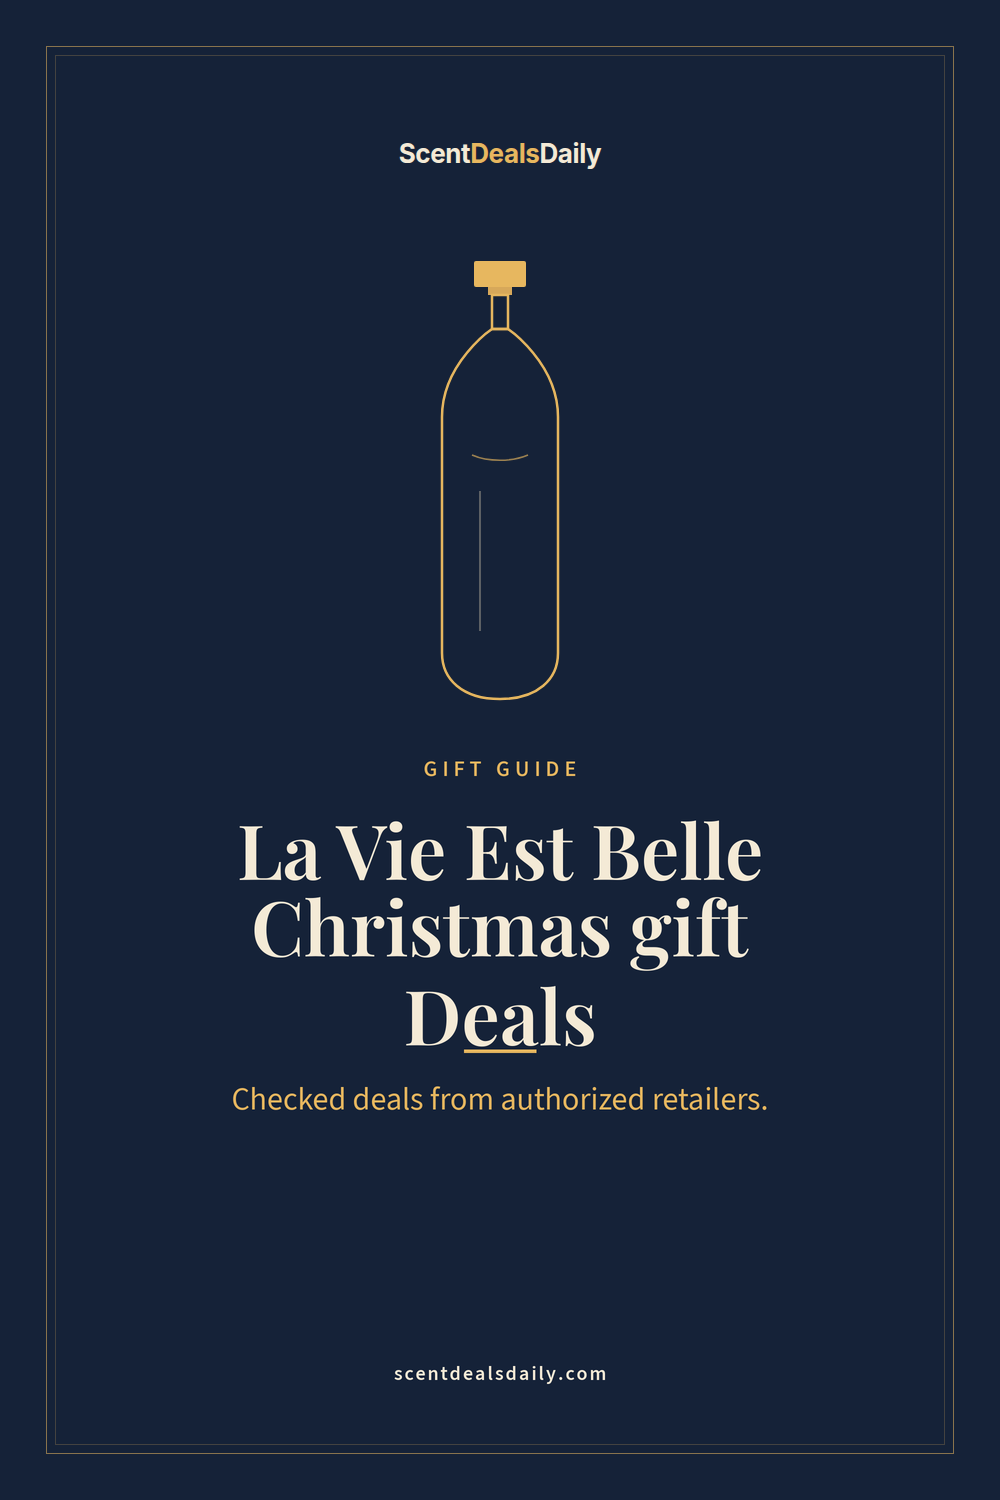 ScentDealsDaily
GIFT GUIDE
La Vie Est Belle
Christmas gift
Deals
Checked deals from authorized retailers.
scentdealsdaily.com